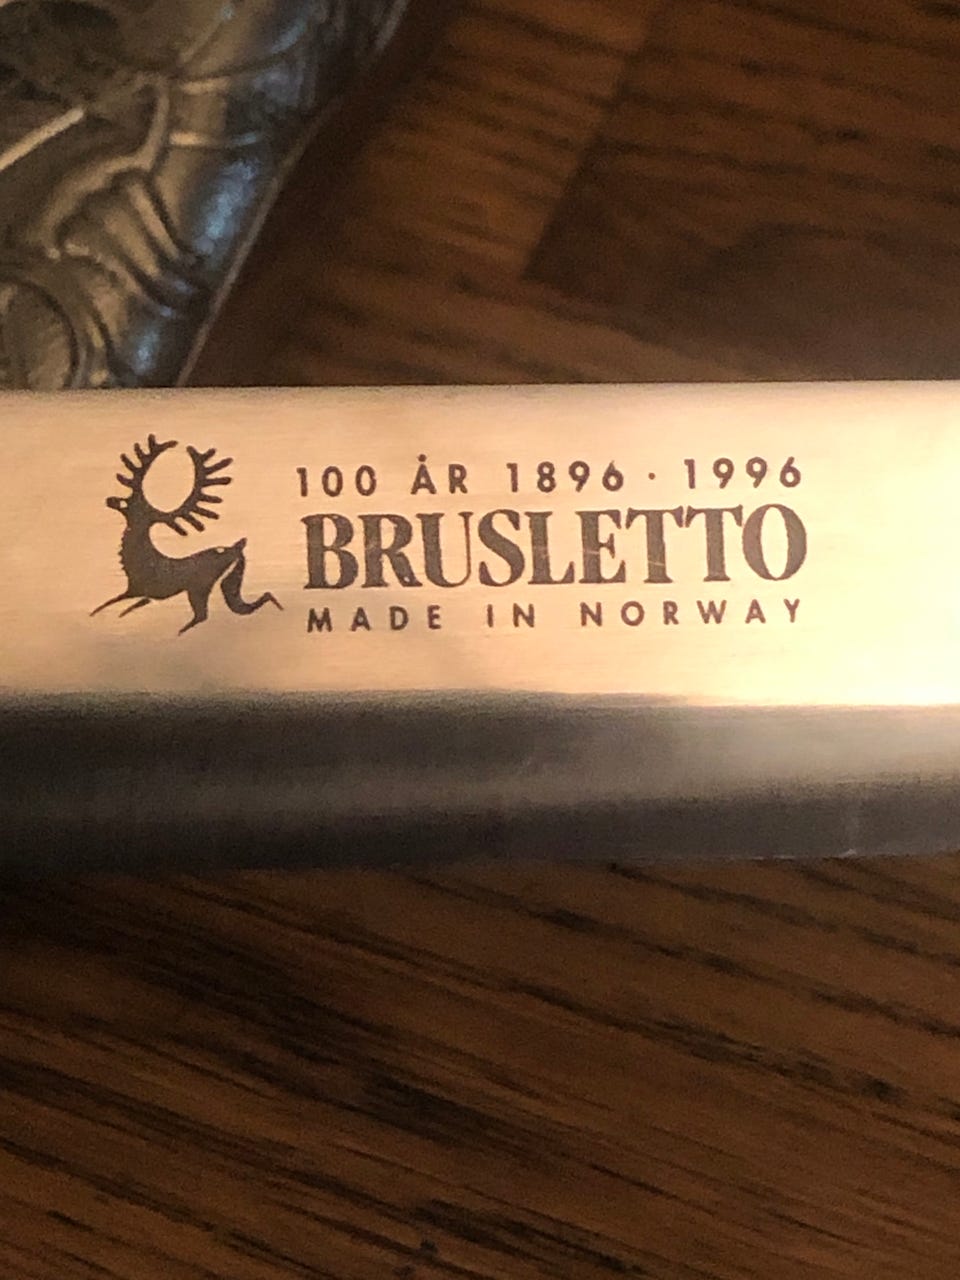 100 ÅR 1896 · 1996
BRUSLETTO
MADE IN NORWAY